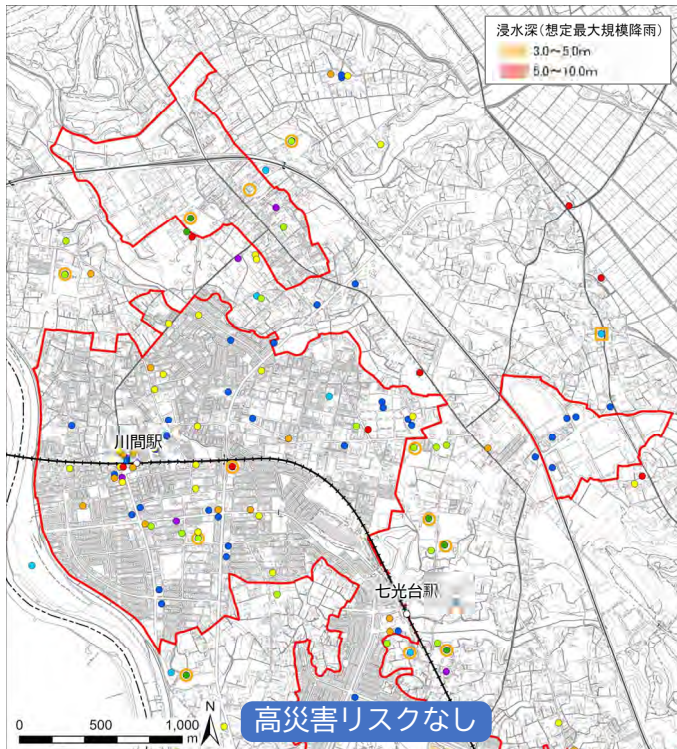 浸水深(想定最大規模降雨)
3.0~5.0m
5.0~10.0m
川間駅
七光台駅
0 500 1,000
m
N
高災害リスクなし